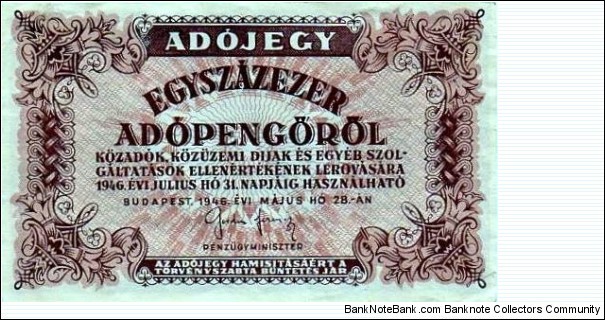 ADÓJEGY
EGYSZÁZEZER
ADÓPENGŐRŐL
KÖZADÓK, KÖZÜZEMI DIJAK ÉS EGYÉB SZOL-
GÁLTATÁSOK ELLENÉRTÉKÉNEK LEROVÁSÁRA
1946. ÉVI JULIUS HÓ 31. NAPJÁIG HASZNÁLHATÓ
BUDAPEST, 1946. ÉVI MÁJUS HÓ 28.-ÁN
PÉNZÜGYMINISZTER
AZ ADÓJEGY HAMISITÁSÁÉRT A
TÖRVÉNYSZABTA BÜNTETÉS JÁR
BankNoteBank.com / BankNote Collectors Community